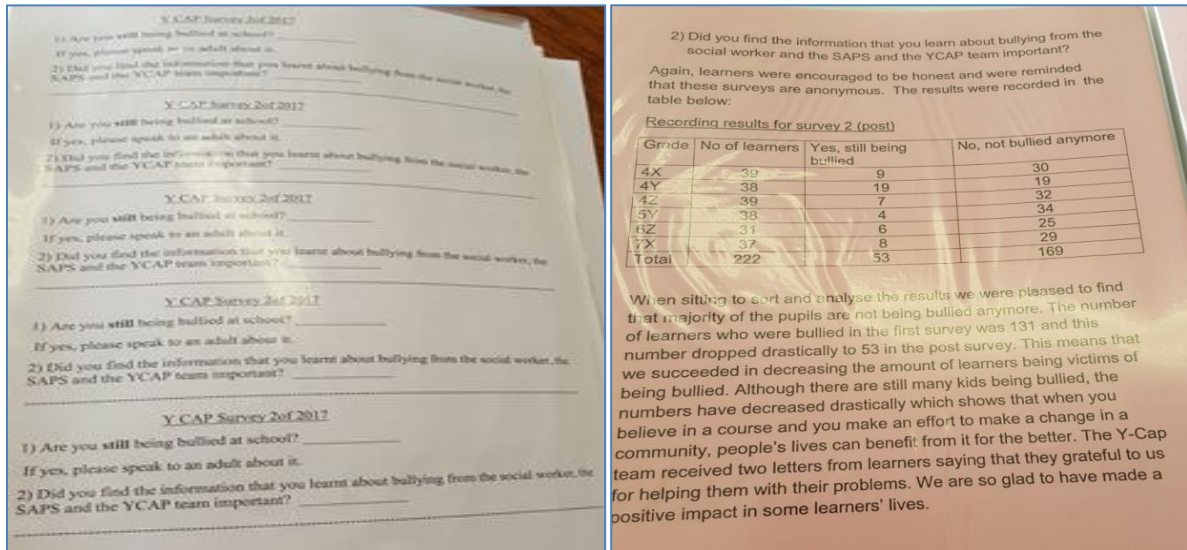 Y CAP Survey 2of 2017
1) Are you still being bullied at school?
If yes, please speak to an adult about it.
2) Did you find the information that you learnt about bullying from the social worker, the
SAPS and the YCAP team important?
Y CAP Survey 2of 2017
1) Are you still being bullied at school?
If yes, please speak to an adult about it.
2) Did you find the information that you learnt about bullying from the social worker, the
SAPS and the YCAP team important?
Y CAP Survey 2of 2017
1) Are you still being bullied at school?
If yes, please speak to an adult about it.
2) Did you find the information that you learnt about bullying from the social worker, the
SAPS and the YCAP team important?
Y CAP Survey 2of 2017
1) Are you still being bullied at school?
If yes, please speak to an adult about it.
2) Did you find the information that you learnt about bullying from the social worker, the
SAPS and the YCAP team important?
Y CAP Survey 2of 2017
1) Are you still being bullied at school?
If yes, please speak to an adult about it.
2) Did you find the information that you learnt about bullying from the social worker, the
SAPS and the YCAP team important?
2) Did you find the information that you learn about bullying from the
social worker and the SAPS and the YCAP team important?
Again, learners were encouraged to be honest and were reminded
that these surveys are anonymous. The results were recorded in the
table below:
Recording results for survey 2 (post)
Grade No of learners Yes, still being bullied No, not bullied anymore
4X 39 9 30
4Y 38 19 19
4Z 39 7 32
5Y 38 4 34
6Z 31 6 25
7X 37 8 29
Total 222 53 169
When sitting to sort and analyse the results we were pleased to find
that majority of the pupils are not being bullied anymore. The number
of learners who were bullied in the first survey was 131 and this
number dropped drastically to 53 in the post survey. This means that
we succeeded in decreasing the amount of learners being victims of
being bullied. Although there are still many kids being bullied, the
numbers have decreased drastically which shows that when you
believe in a course and you make an effort to make a change in a
community, people's lives can benefit from it for the better. The Y-Cap
team received two letters from learners saying that they grateful to us
for helping them with their problems. We are so glad to have made a
positive impact in some learners' lives.